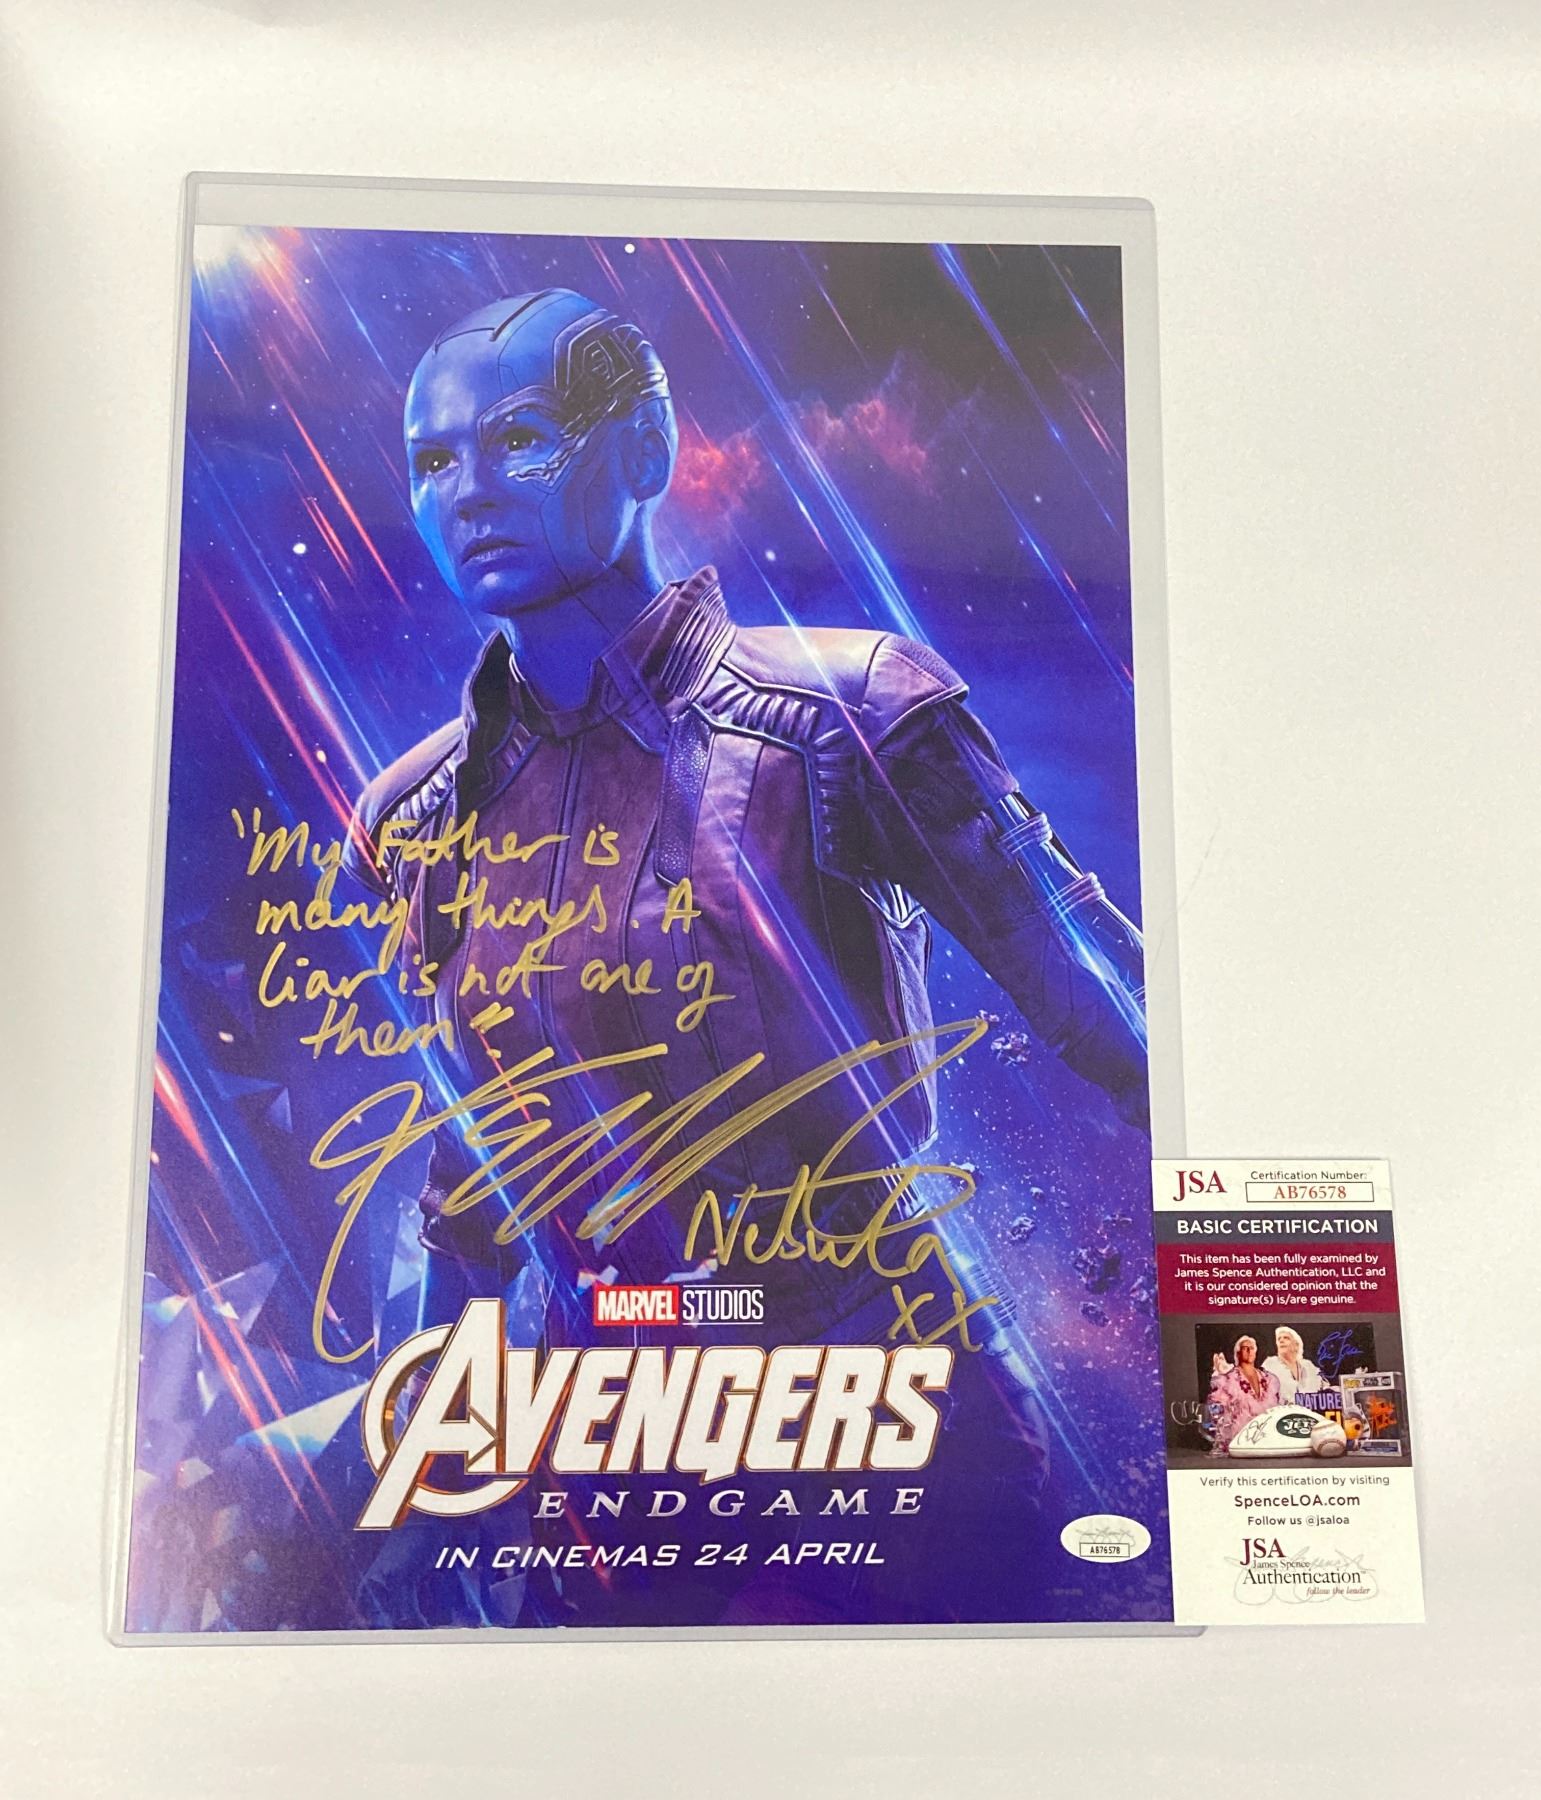 "My Father is
many things. A
liar is not one of
them"
Nebula
xx
MARVEL STUDIOS
AVENGERS
ENDGAME
IN CINEMAS 24 APRIL
AB76578
JSA
Certification Number:
AB76578
BASIC CERTIFICATION
This item has been fully examined by
James Spence Authentication, LLC and
it is our considered opinion that the
signature(s) is/are genuine.
NATURE
JETS
Verify this certification by visiting
SpenceLOA.com
Follow us @jsaloa
JSA
James Spence
Authentication
follow the leader